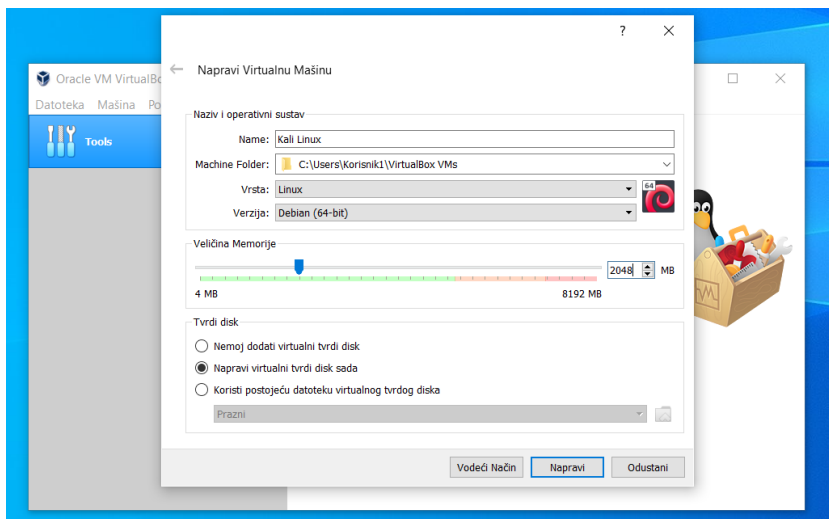 ?
Oracle VM VirtualBo
Napravi Virtualnu Mašinu
Datoteka Mašina Po
Tools
Naziv i operativni sustav
Name: Kali Linux
Machine Folder: C:\Users\Korisnik1\VirtualBox VMs
Vrsta: Linux
64
Verzija: Debian (64-bit)
Veličina Memorije
2048 MB
4 MB 8192 MB
Tvrdi disk
Nemoj dodati virtualni tvrdi disk
Napravi virtualni tvrdi disk sada
Koristi postojeću datoteku virtualnog tvrdog diska
Prazni
Vodeći Način Napravi Odustani